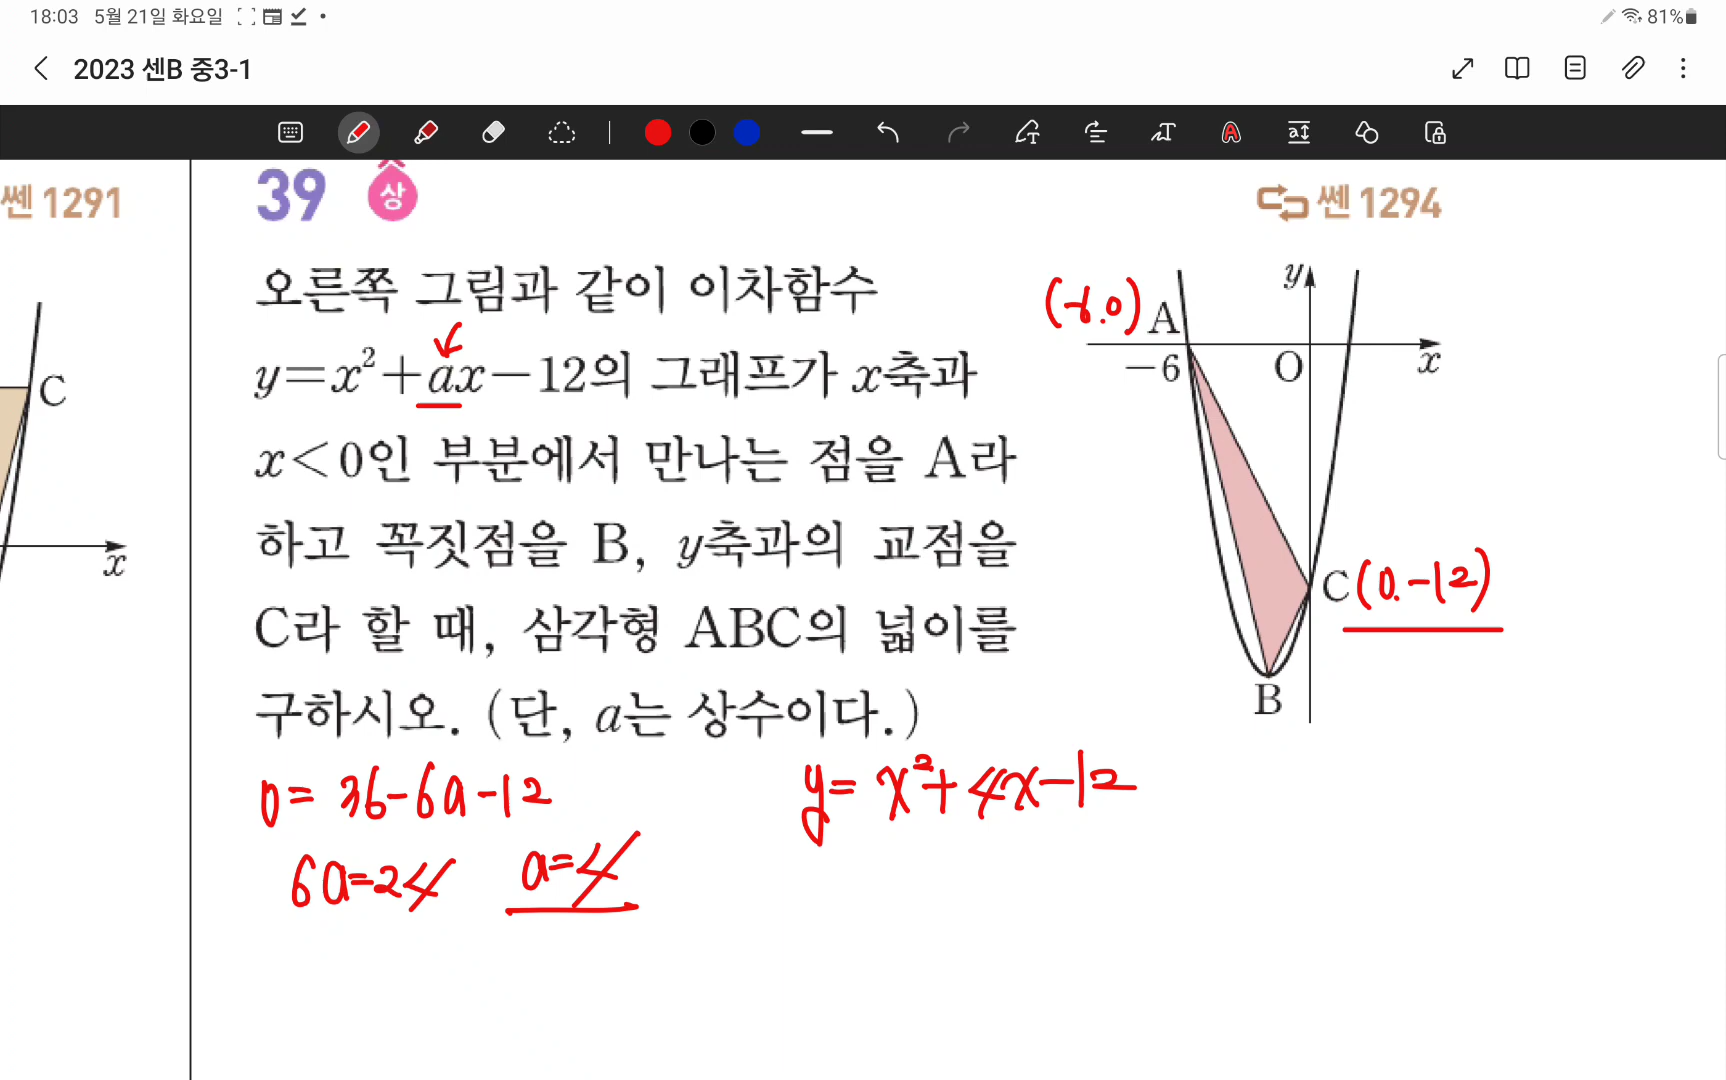 18:03 5월 21일 화요일
81%
2023 센B 중3-1
쎈 1291
39 상
쎈 1294
오른쪽 그림과 같이 이차함수
y=x²+ax-12의 그래프가 x축과
x<0인 부분에서 만나는 점을 A라
하고 꼭짓점을 B, y축과의 교점을
C라 할 때, 삼각형 ABC의 넓이를
구하시오. (단, a는 상수이다.)
C
x
y
(-6.0) A
-6 O x
C(0.-12)
B
0=36-6a-12
6a=24 a=4
y=x²+4x-12